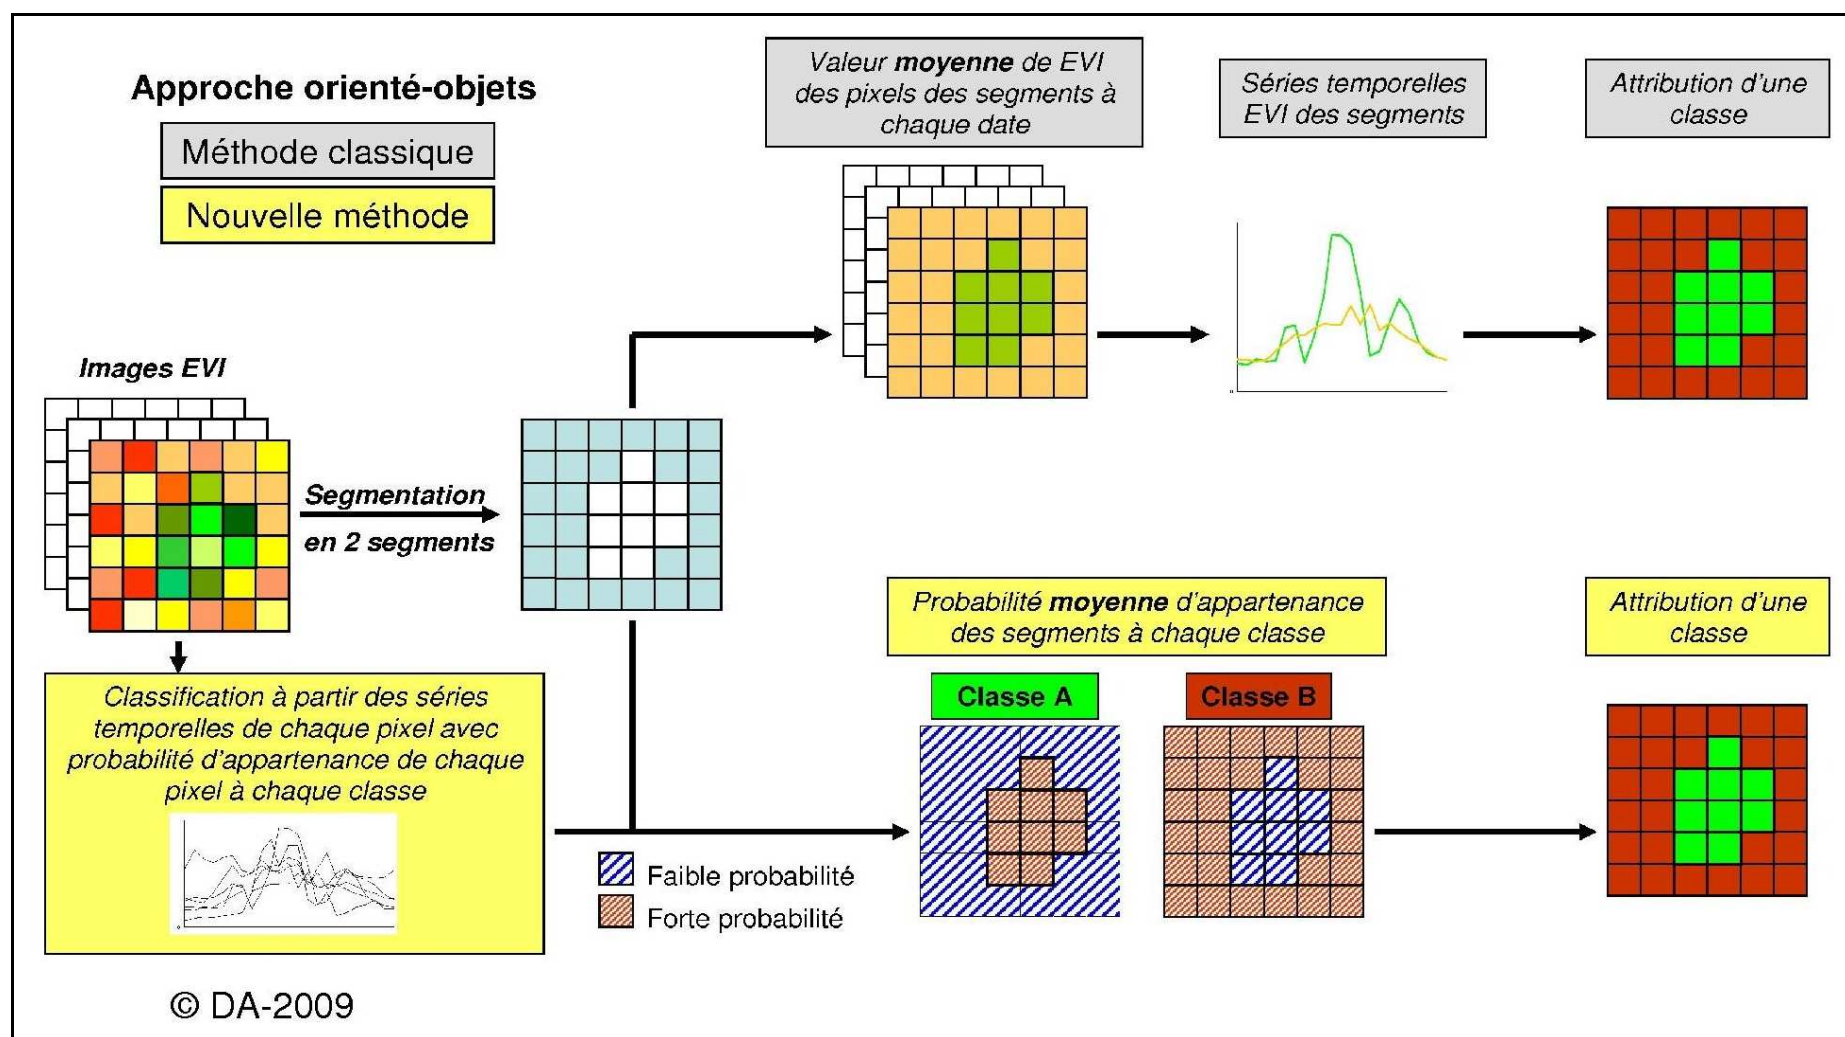 Approche orienté-objets
Méthode classique
Nouvelle méthode
Valeur moyenne de EVI
des pixels des segments à
chaque date
Séries temporelles
EVI des segments
Attribution d'une
classe
Images EVI
Segmentation
en 2 segments
Probabilité moyenne d'appartenance
des segments à chaque classe
Attribution d'une
classe
Classification à partir des séries
temporelles de chaque pixel avec
probabilité d'appartenance de chaque
pixel à chaque classe
Classe A
Classe B
Faible probabilité
Forte probabilité
© DA-2009